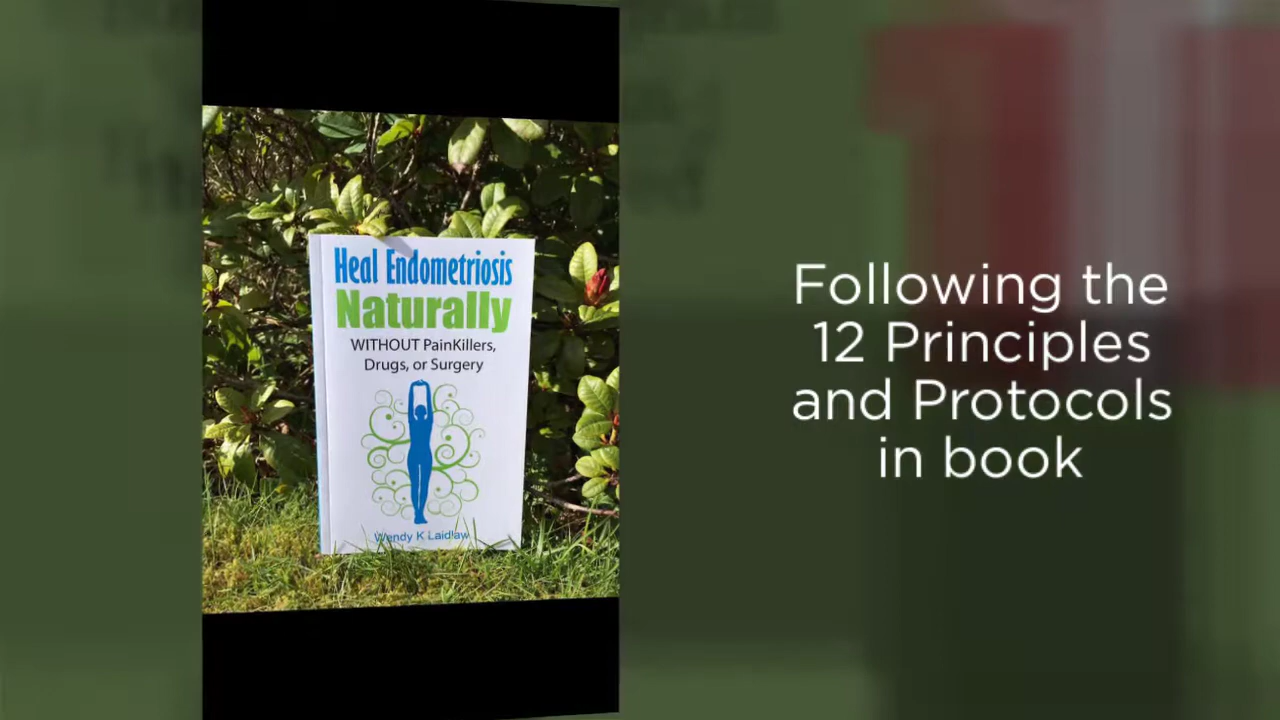 Heal Endometriosis
Naturally
WITHOUT PainKillers,
Drugs, or Surgery
Wendy K Laidlaw
Following the
12 Principles
and Protocols
in book